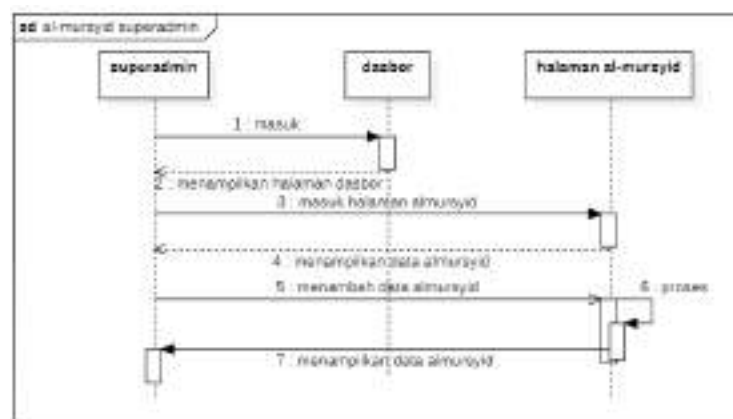 sd al-mursyid superadmin
superadmin
dasbor
halaman al-mursyid
1 : masuk
2 : menampilkan halaman dasbor
3 : masuk halaman almursyid
4 : menampilkan data almursyid
5 : menambah data almursyid
6 : proses
7 : menampilkan data almursyid